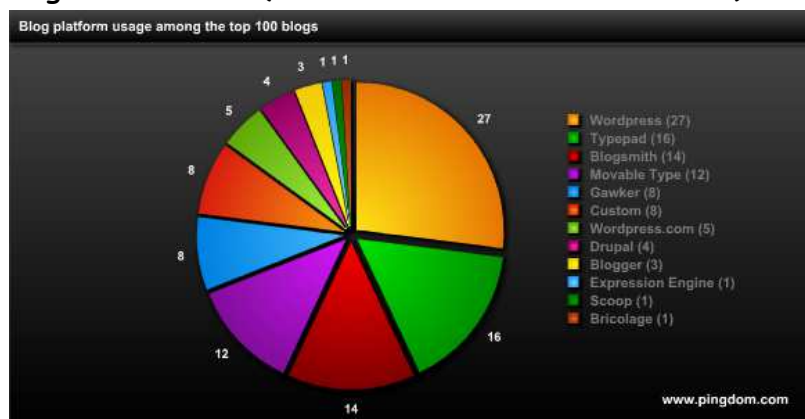 Blog platform usage among the top 100 blogs
1 1 1
3
4
5
8
8
12
14
16
27
Wordpress (27)
Typepad (16)
Blogsmith (14)
Movable Type (12)
Gawker (8)
Custom (8)
Wordpress.com (5)
Drupal (4)
Blogger (3)
Expression Engine (1)
Scoop (1)
Bricolage (1)
www.pingdom.com